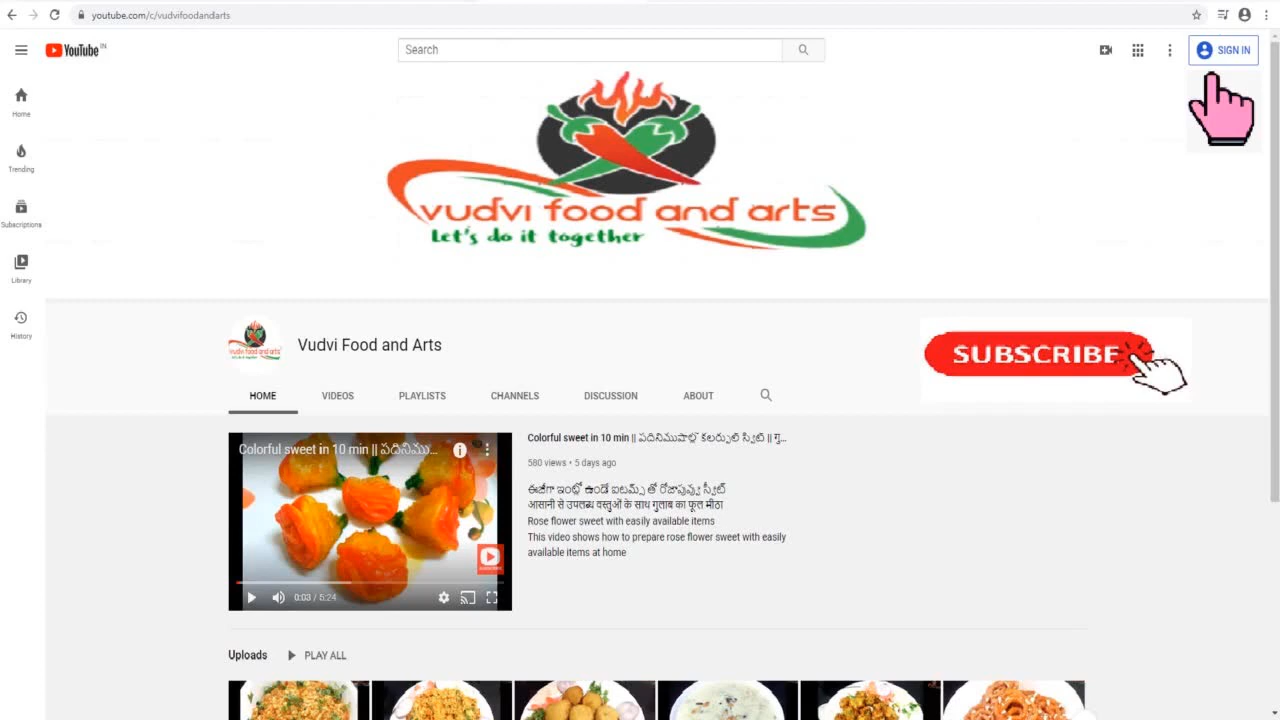 youtube.com/c/vudvifoodandarts
YouTube IN
Search
SIGN IN
Home
Trending
Subscriptions
Library
History
vudvi food and arts
Let's do it together
Vudvi Food and Arts
SUBSCRIBE
HOME VIDEOS PLAYLISTS CHANNELS DISCUSSION ABOUT
Colorful sweet in 10 min || పదినిము...
0:03 / 5:24
Colorful sweet in 10 min || పదినిముషాల్లో కలర్ఫుల్ స్వీట్ || गु...
580 views • 5 days ago
ఈజీగా ఇంట్లో ఉండే ఐటమ్స్ తో రోజాపువ్వు స్వీట్
आसानी से उपलब्ध वस्तुओं के साथ गुलाब का फूल मीठा
Rose flower sweet with easily available items
This video shows how to prepare rose flower sweet with easily
available items at home
Uploads PLAY ALL